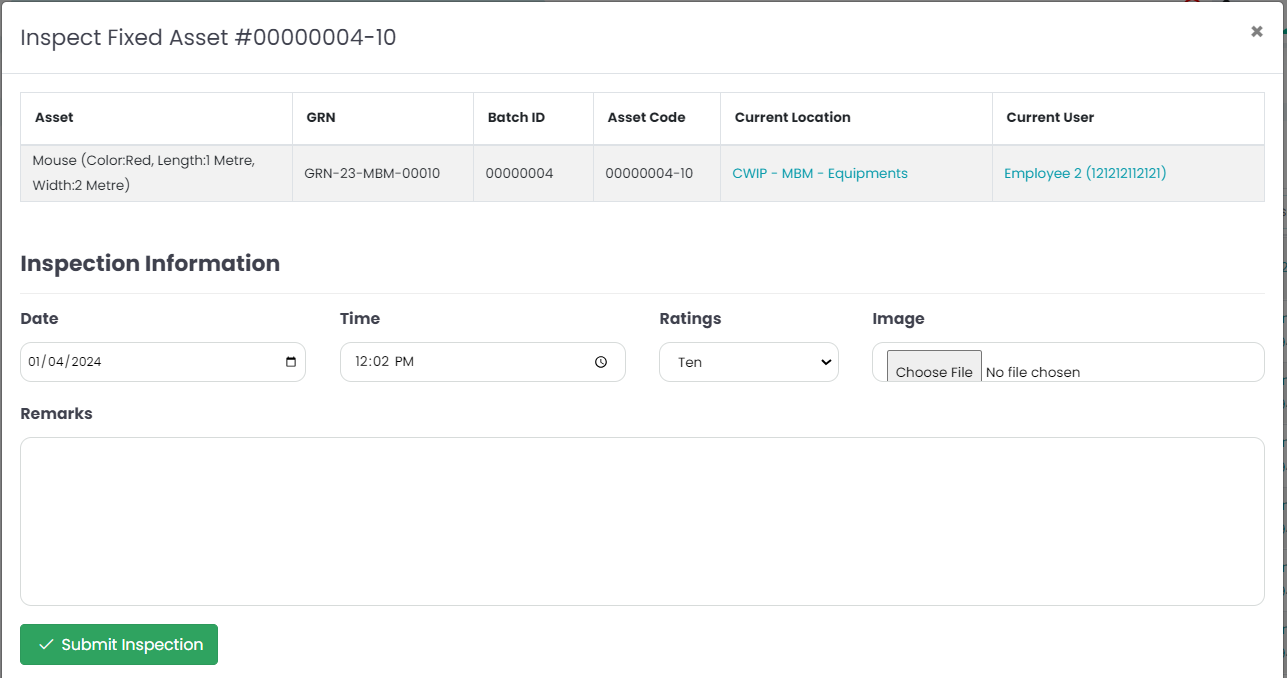 Inspect Fixed Asset #00000004-10
×
Asset GRN Batch ID Asset Code Current Location Current User
Mouse (Color:Red, Length:1 Metre,
Width:2 Metre)
GRN-23-MBM-00010 00000004 00000004-10 CWIP - MBM - Equipments Employee 2 (121212112121)
Inspection Information
Date Time Ratings Image
01/04/2024 12:02 PM Ten Choose File No file chosen
Remarks
Submit Inspection